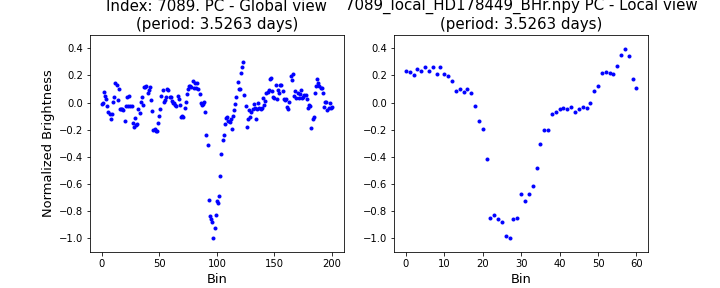 Index: 7089. PC - Global view
(period: 3.5263 days)
7089_local_HD178449_BHr.npy PC - Local view
(period: 3.5263 days)
Normalized Brightness
0.4
0.2
0.0
−0.2
−0.4
−0.6
−0.8
−1.0
0 50 100 150 200
Bin
0.4
0.2
0.0
−0.2
−0.4
−0.6
−0.8
−1.0
0 10 20 30 40 50 60
Bin